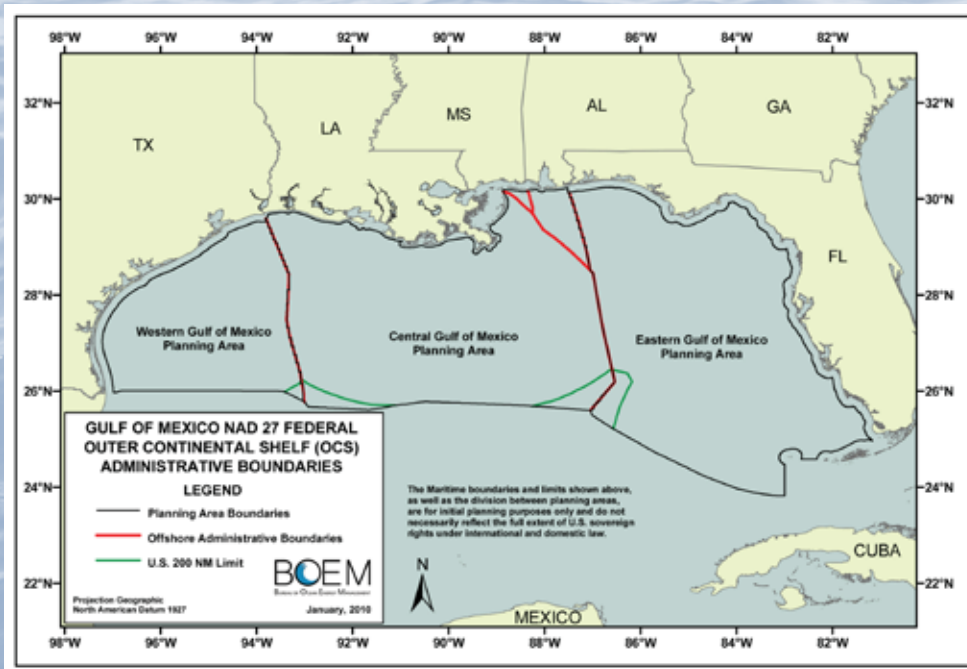 98°W 96°W 94°W 92°W 90°W 88°W 86°W 84°W 82°W
32°N 32°N
TX
LA
MS
AL
GA
30°N 30°N
FL
28°N 28°N
Western Gulf of Mexico
Planning Area
Central Gulf of Mexico
Planning Area
Eastern Gulf of Mexico
Planning Area
26°N 26°N
GULF OF MEXICO NAD 27 FEDERAL
OUTER CONTINENTAL SHELF (OCS)
ADMINISTRATIVE BOUNDARIES
LEGEND
Planning Area Boundaries
Offshore Administrative Boundaries
U.S. 200 NM Limit
BOEM
BUREAU OF OCEAN ENERGY MANAGEMENT
Projection Geographic
North American Datum 1927
January, 2010
The Maritime boundaries and limits shown above,
as well as the division between planning areas,
are for initial planning purposes only and do not
necessarily reflect the full extent of U.S. sovereign
rights under international and domestic law.
24°N 24°N
N
CUBA
22°N 22°N
MEXICO
98°W 96°W 94°W 92°W 90°W 88°W 86°W 84°W 82°W